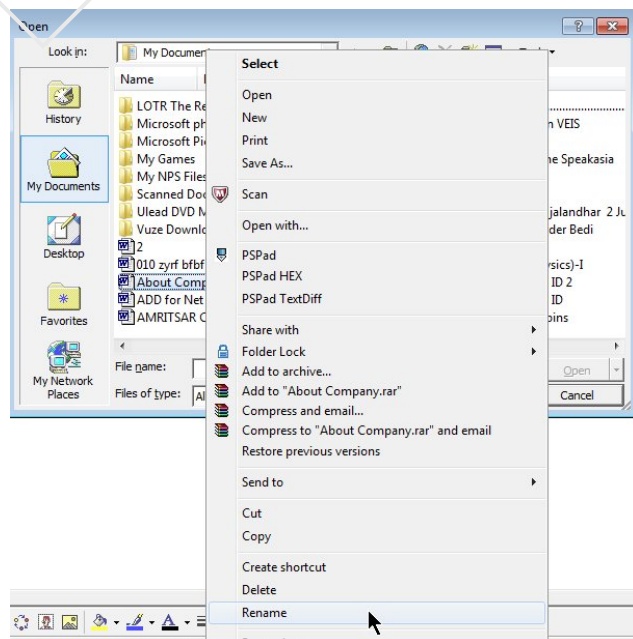 Open
Look in:
My Documen
Name
History
My Documents
Desktop
Favorites
My Network
Places
LOTR The Re
Microsoft ph
n VEIS
Microsoft Pi
My Games
ne Speakasia
My NPS Files
Scanned Do
Ulead DVD M
jalandhar 2 Ju
Vuze Downlo
der Bedi
2
010 zyrf bfbf
sics)-I
About Comp
ID 2
ADD for Net
ID
AMRITSAR C
pins
File name:
Open
Files of type:
Al
Cancel
Select
Open
New
Print
Save As...
Scan
Open with...
PSPad
PSPad HEX
PSPad TextDiff
Share with
Folder Lock
Add to archive...
Add to "About Company.rar"
Compress and email...
Compress to "About Company.rar" and email
Restore previous versions
Send to
Cut
Copy
Create shortcut
Delete
Rename